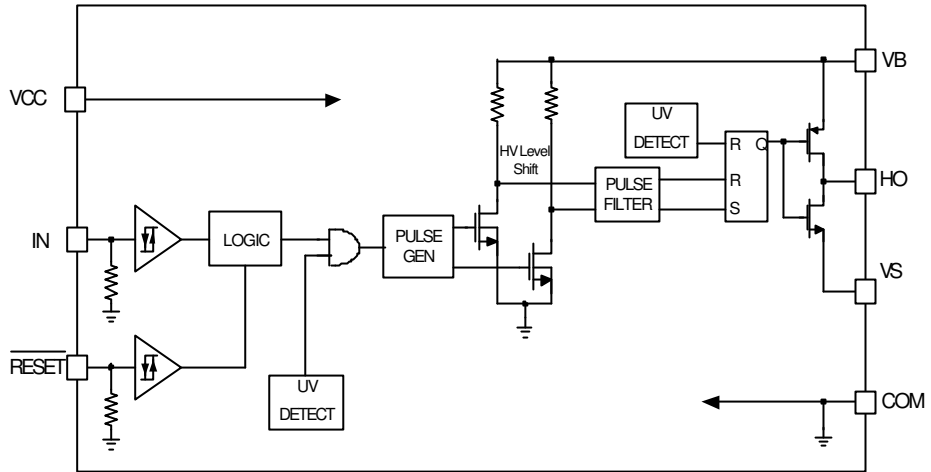 VB
VCC
UV
DETECT
R Q
HV Level
Shift
PULSE
FILTER
R
HO
S
IN
LOGIC
PULSE
GEN
VS
RESET
UV
DETECT
COM